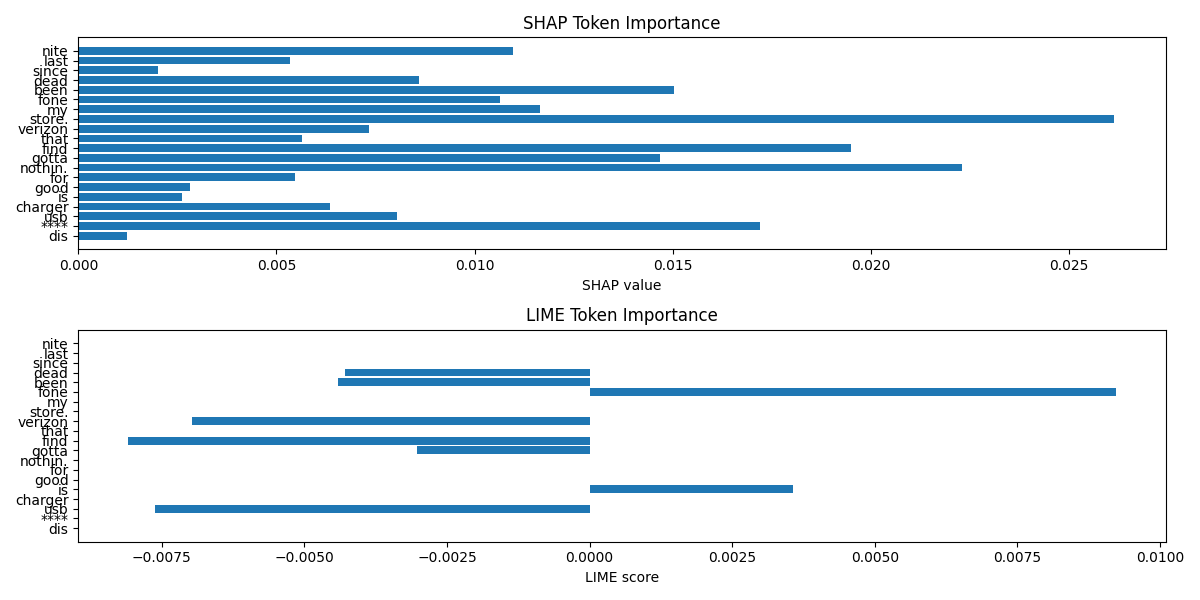 SHAP Token Importance
nite
last
since
dead
been
fone
my
store.
verizon
that
find
gotta
nothin.
for
good
is
charger
usb
****
dis
0.000 0.005 0.010 0.015 0.020 0.025
SHAP value
LIME Token Importance
nite
last
since
dead
been
fone
my
store.
verizon
that
find
gotta
nothin.
for
good
is
charger
usb
****
dis
−0.0075 −0.0050 −0.0025 0.0000 0.0025 0.0050 0.0075 0.0100
LIME score